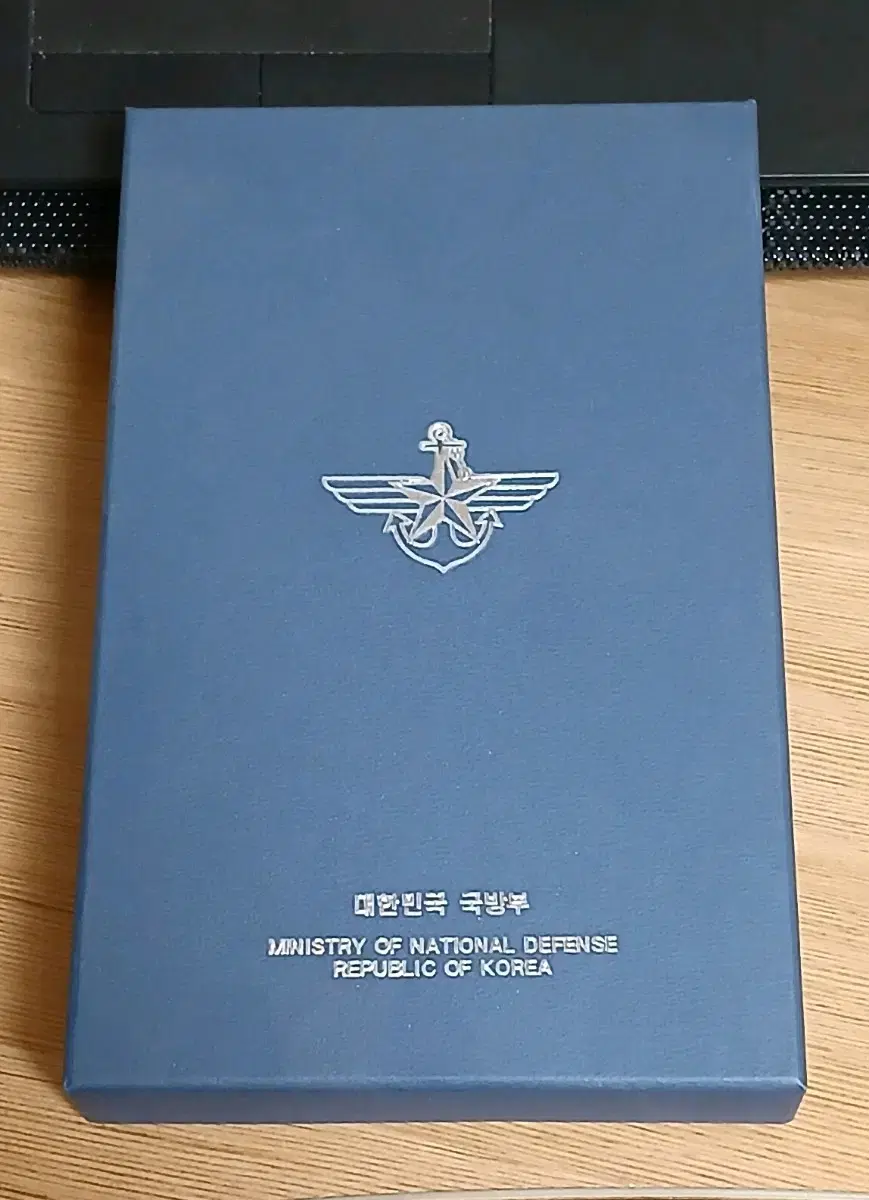 대한민국 국방부
MINISTRY OF NATIONAL DEFENSE
REPUBLIC OF KOREA